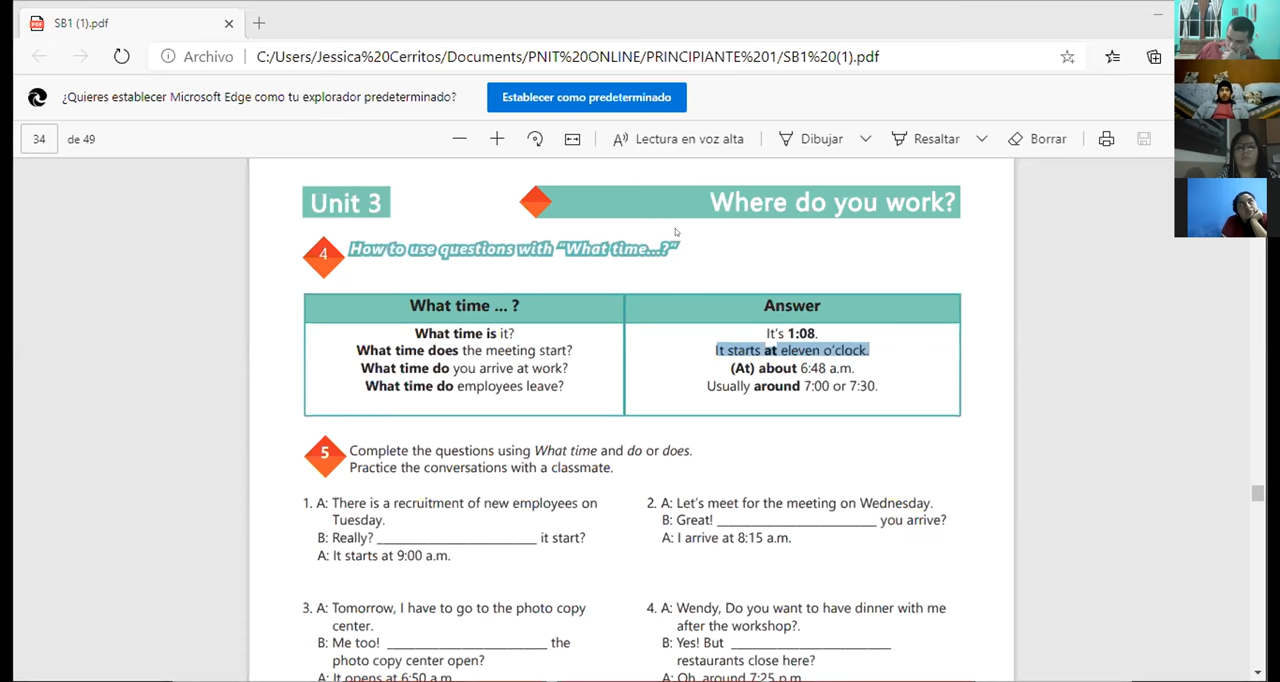 SB1 (1).pdf
Archivo
C:/Users/Jessica%20Cerritos/Documents/PNIT%20ONLINE/PRINCIPIANTE%201/SB1%20(1).pdf
¿Quieres establecer Microsoft Edge como tu explorador predeterminado?
Establecer como predeterminado
34 de 49
Lectura en voz alta
Dibujar
Resaltar
Borrar
Unit 3
Where do you work?
4 How to use questions with “What time...?”
What time ... ?
Answer
What time is it?
It's 1:08.
What time does the meeting start?
It starts at eleven o'clock.
What time do you arrive at work?
(At) about 6:48 a.m.
What time do employees leave?
Usually around 7:00 or 7:30.
5 Complete the questions using What time and do or does.
Practice the conversations with a classmate.
1. A: There is a recruitment of new employees on
Tuesday.
B: Really? ______________________ it start?
A: It starts at 9:00 a.m.
2. A: Let's meet for the meeting on Wednesday.
B: Great! ______________________ you arrive?
A: I arrive at 8:15 a.m.
3. A: Tomorrow, I have to go to the photo copy
center.
B: Me too! ______________________ the
photo copy center open?
A: It opens at 6:50 a.m.
4. A: Wendy, Do you want to have dinner with me
after the workshop?.
B: Yes! But ______________________
restaurants close here?
A: Oh, around 7:25 p.m.